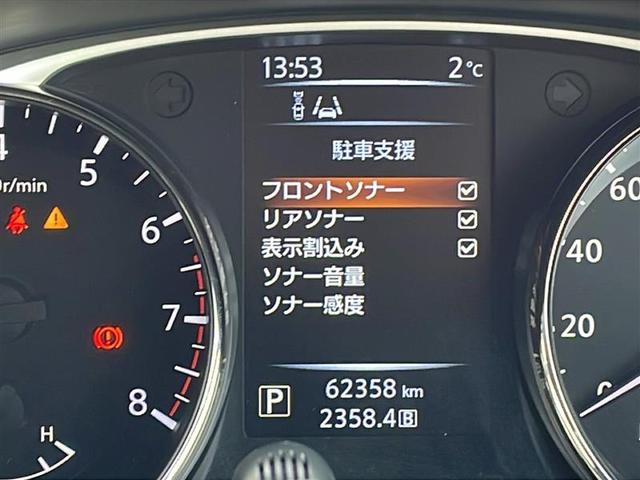 13:53 2℃
駐車支援
フロントソナー
リアソナー
表示割込み
ソナー音量
ソナー感度
P 62358 km
2358.4 B
4
5
6
7
8
r/min
H
60
40
20
0